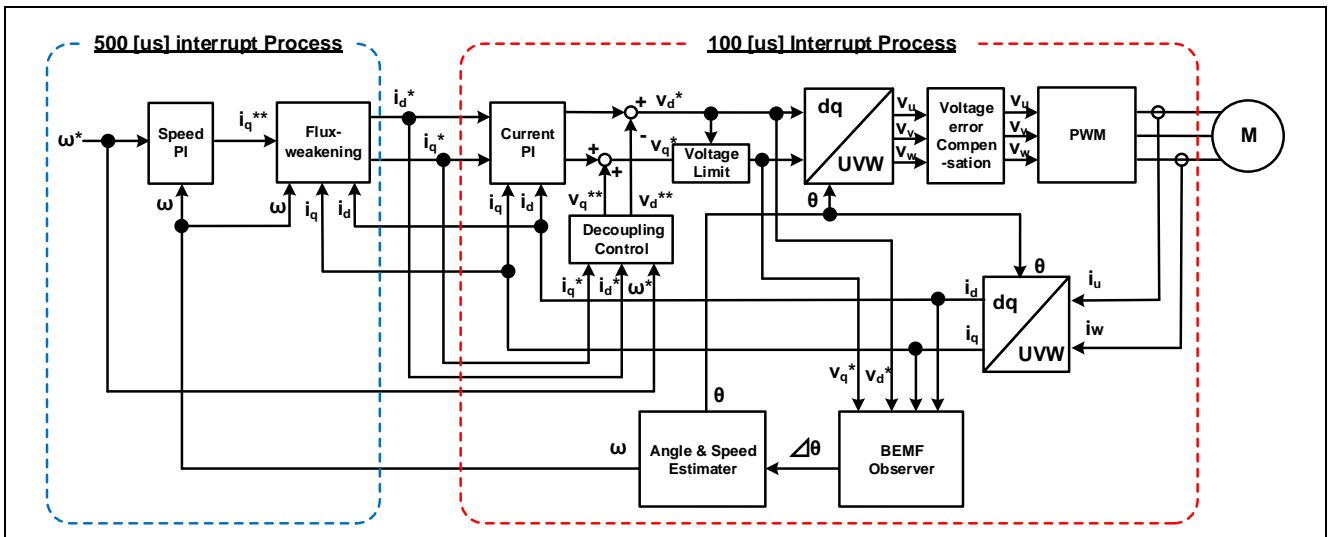 500 [us] interrupt Process
100 [us] Interrupt Process
ω*
Speed
PI
iq**
Flux-
weakening
id*
iq*
Current
PI
+
vd*
-
+
+
vq*
Voltage
Limit
dq
UVW
vu
vv
vw
Voltage
error
Compen
-sation
vu
vv
vw
PWM
M
ω
ω
iq
id
iq
id
vq**
vd**
Decoupling
Control
iq*
id*
ω*
θ
θ
id
iq
dq
UVW
iu
iw
vq*
vd*
θ
ω
Angle & Speed
Estimater
⊿θ
BEMF
Observer